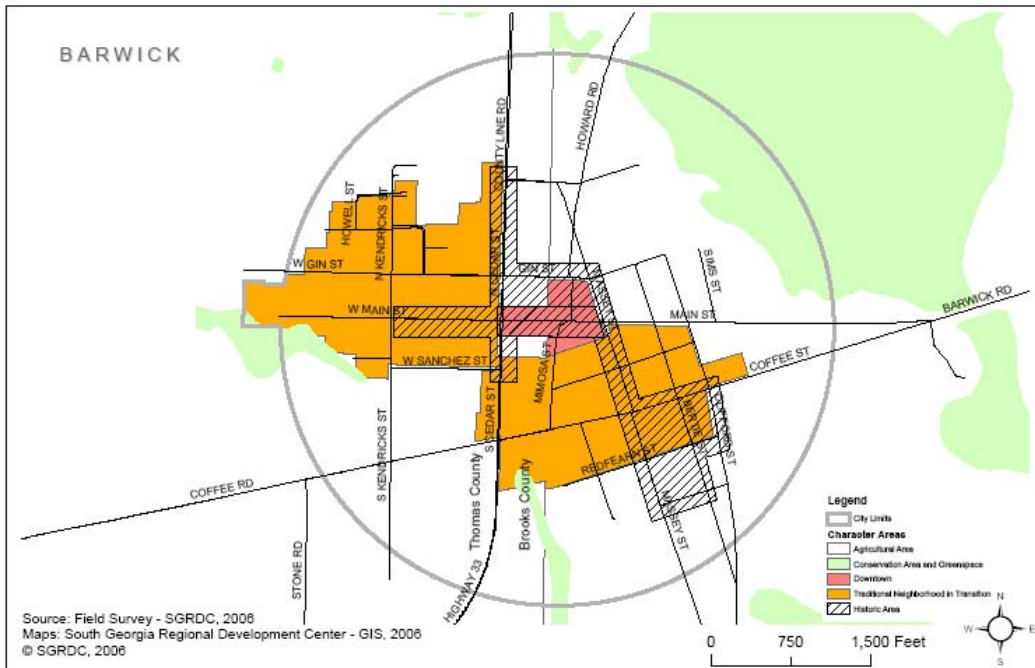 BARWICK
COUNTY LINE RD
HOWARD RD
HOWELL ST
N KENDRICKS ST
W GIN ST
GIN ST
SIMS ST
BARWICK RD
W MAIN ST
MAIN ST
W SANCHEZ ST
MIMOSA ST
COFFEE ST
S CEDAR ST
S KENDRICKS ST
REDFEARN ST
COFFEE RD
Thomas County
Brooks County
MASSEY ST
STONE RD
HIGHWAY 33
Legend
City Limits
Character Areas
Agricultural Area
Conservation Area and Greenspace
Downtown
Traditional Neighborhood in Transition
Historic Area
N
W
E
S
Source: Field Survey - SGRDC, 2006
Maps: South Georgia Regional Development Center - GIS, 2006
© SGRDC, 2006
0 750 1,500 Feet